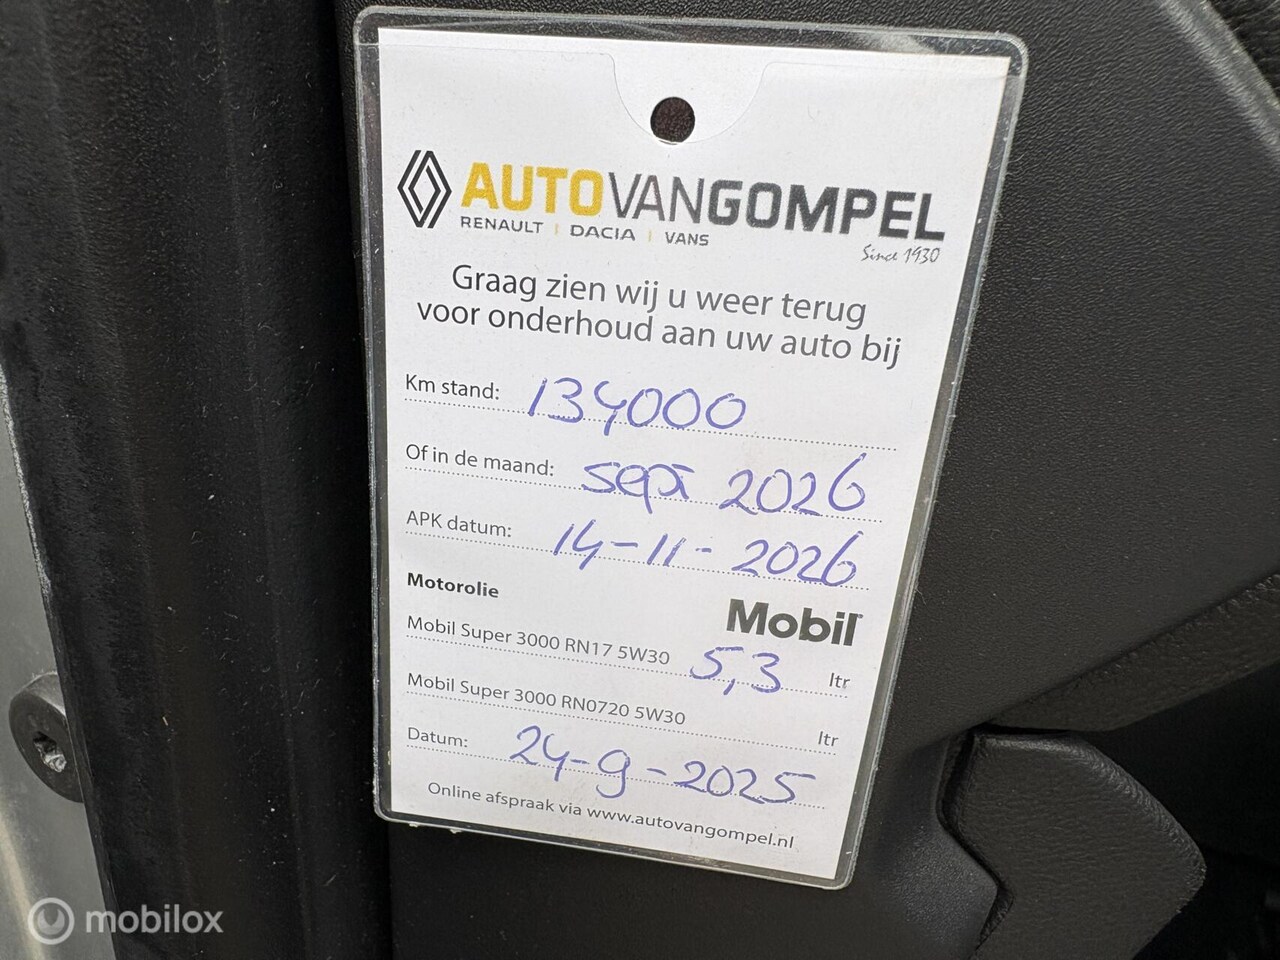 AUTOVANGOMPEL
RENAULT | DACIA | VANS
Since 1930
Graag zien wij u weer terug
voor onderhoud aan uw auto bij
Km stand: 134000
Of in de maand: sept 2026
APK datum: 14-11-2026
Motorolie
Mobil
Mobil Super 3000 RN17 5W30 5,3 ltr
Mobil Super 3000 RN0720 5W30 ltr
Datum: 24-9-2025
Online afspraak via www.autovangompel.nl
mobilox